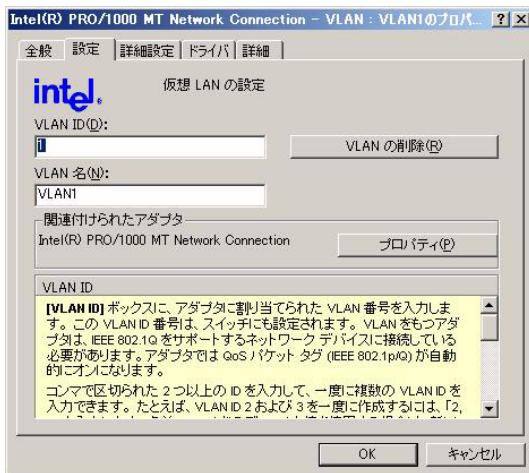 Intel(R) PRO/1000 MT Network Connection - VLAN : VLAN1のプロパ...
全般
設定
詳細設定
ドライバ
詳細
intel.
仮想 LAN の設定
VLAN ID(D):
1
VLAN の削除(R)
VLAN 名(N):
VLAN1
関連付けられたアダプタ
Intel(R) PRO/1000 MT Network Connection
プロパティ(P)
VLAN ID
[VLAN ID] ボックスに、アダプタに割り当てられた VLAN 番号を入力しま
す。この VLAN ID 番号は、スイッチにも設定されます。VLAN をもつアダ
プタは、IEEE 802.1Q をサポートするネットワーク デバイスに接続している
必要があります。アダプタでは QoS パケット タグ (IEEE 802.1p/Q) が自動
的にオンになります。
コンマで区切られた 2 つ以上の ID を入力して、一度に複数の VLAN ID を
入力できます。たとえば、VLAN ID 2 および 3 を一度に作成するには、「2,
OK
キャンセル